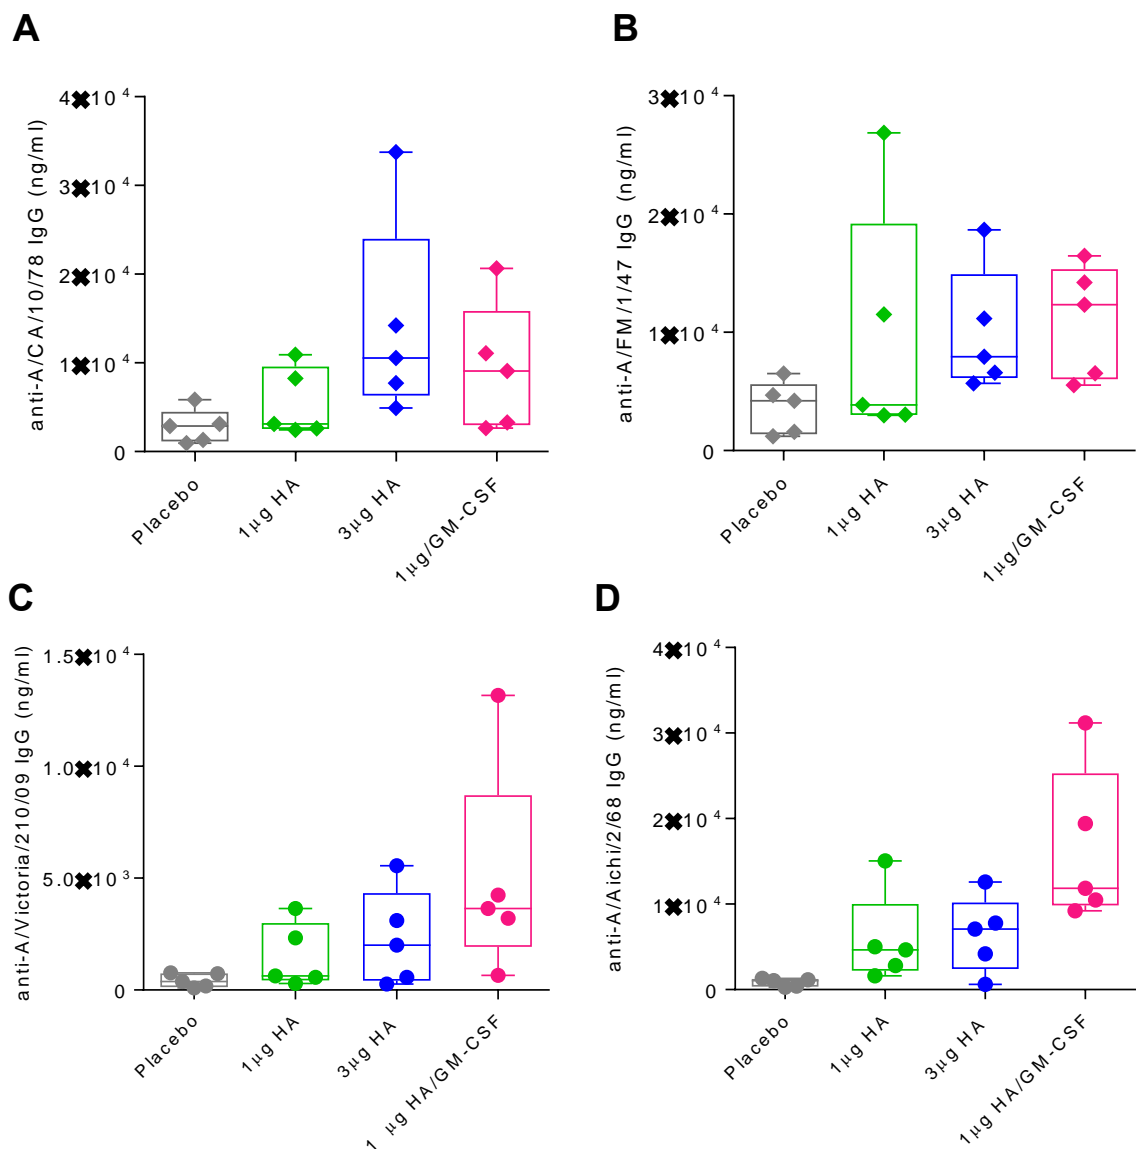 A
B
anti-A/CA/10/78 IgG (ng/ml)
4✖10 4
3✖10 4
2✖10 4
1✖10 4
0
Placebo
1µg HA
3µg HA
1µg/GM-CSF
anti-A/FM/1/47 IgG (ng/ml)
3✖10 4
2✖10 4
1✖10 4
0
Placebo
1µg HA
3µg HA
1µg/GM-CSF
C
D
anti-A/Victoria/210/09 IgG (ng/ml)
1.5✖10 4
1.0✖10 4
5.0✖10 3
0
Placebo
1µg HA
3µg HA
1 µg HA/GM-CSF
anti-A/Aichi/2/68 IgG (ng/ml)
4✖10 4
3✖10 4
2✖10 4
1✖10 4
0
Placebo
1µg HA
3µg HA
1µg HA/GM-CSF